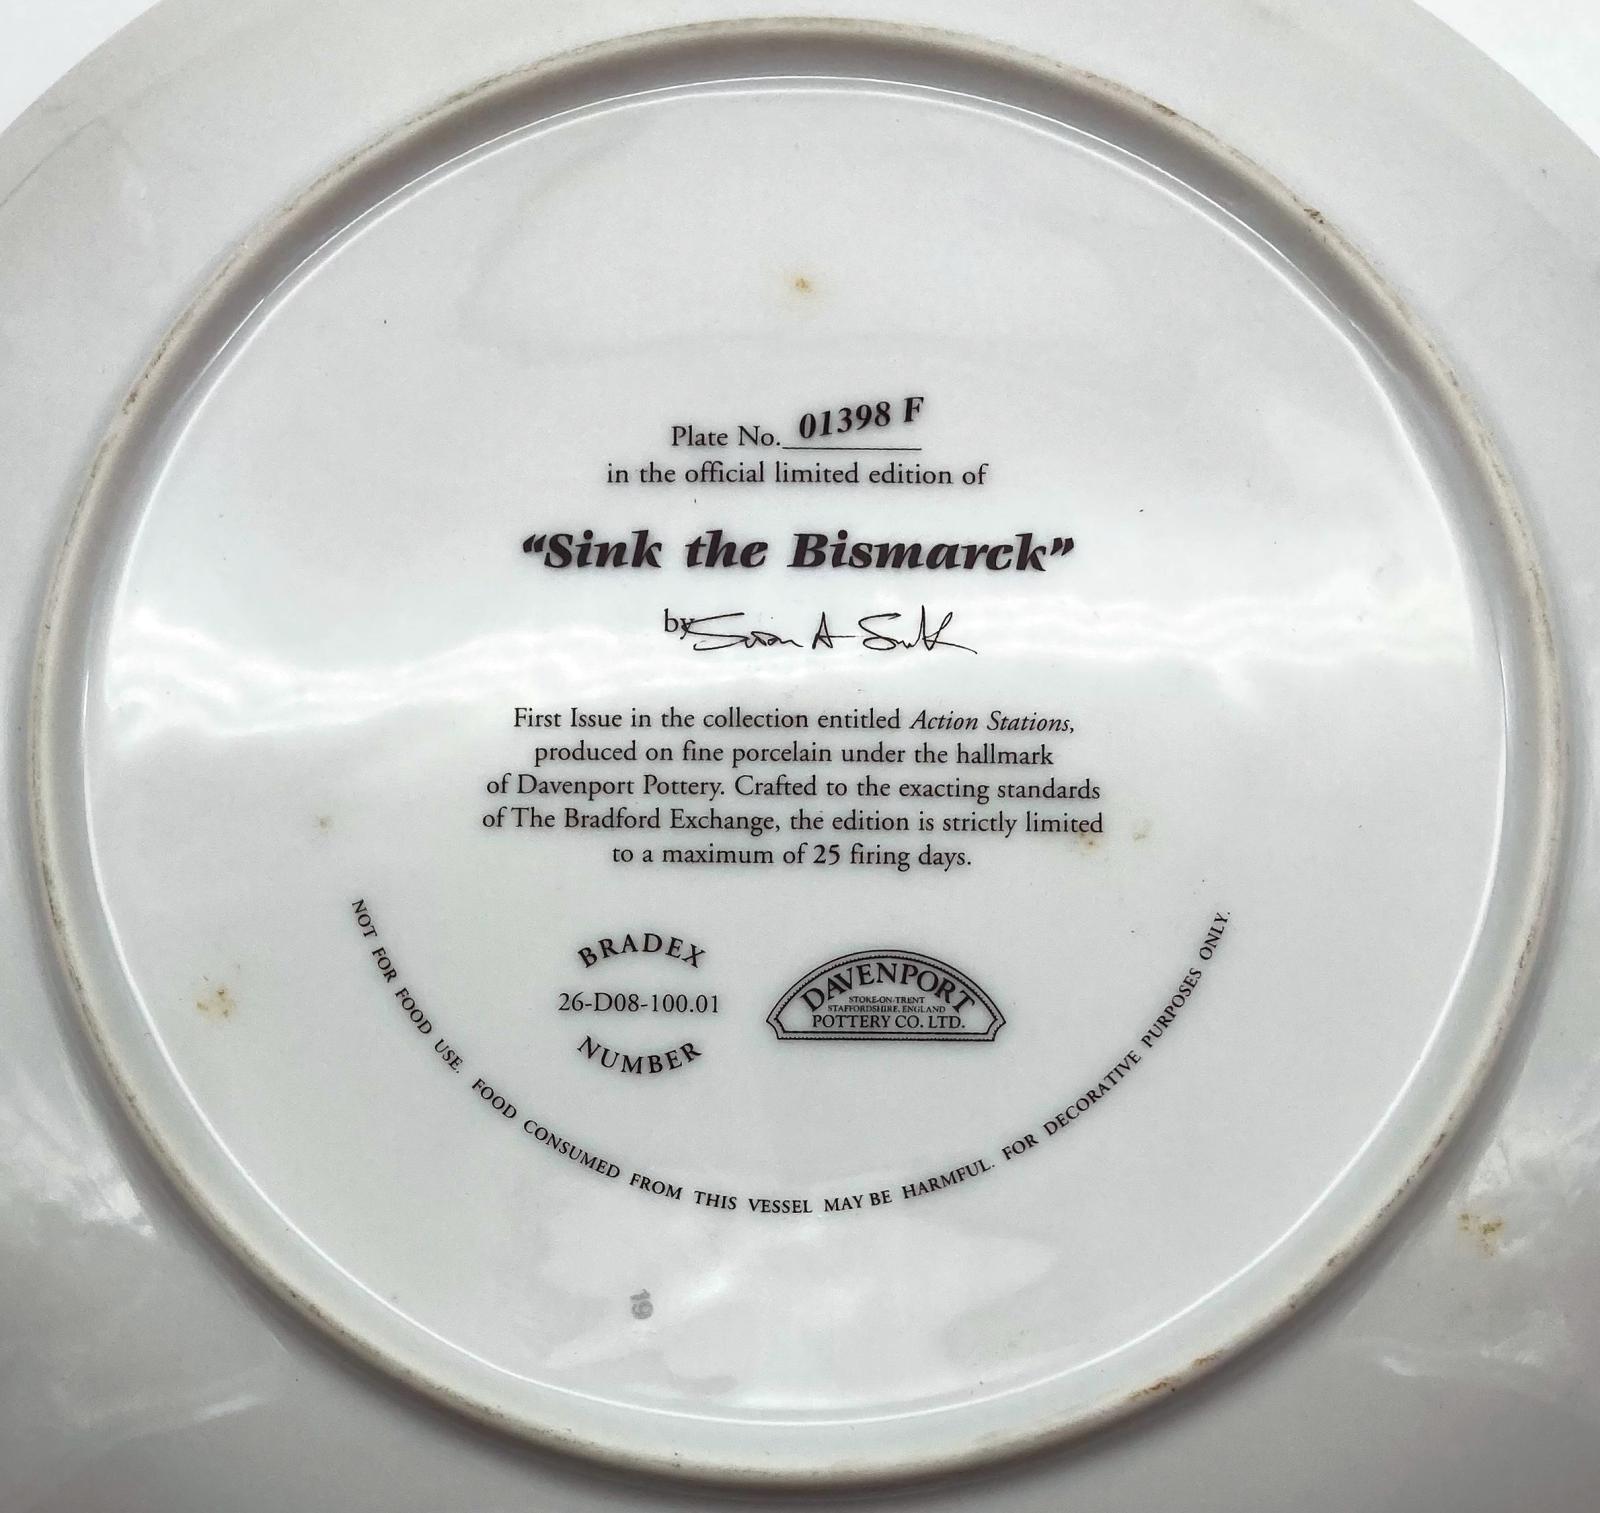 Plate No. 01398 F
in the official limited edition of
“Sink the Bismarck”
by
First Issue in the collection entitled Action Stations,
produced on fine porcelain under the hallmark
of Davenport Pottery. Crafted to the exacting standards
of The Bradford Exchange, the edition is strictly limited
to a maximum of 25 firing days.
BRADEX
26-D08-100.01
NUMBER
DAVENPORT
STOKE-ON-TRENT
STAFFORDSHIRE, ENGLAND
POTTERY CO. LTD.
NOT FOR FOOD USE. FOOD CONSUMED FROM THIS VESSEL MAY BE HARMFUL. FOR DECORATIVE PURPOSES ONLY.
19